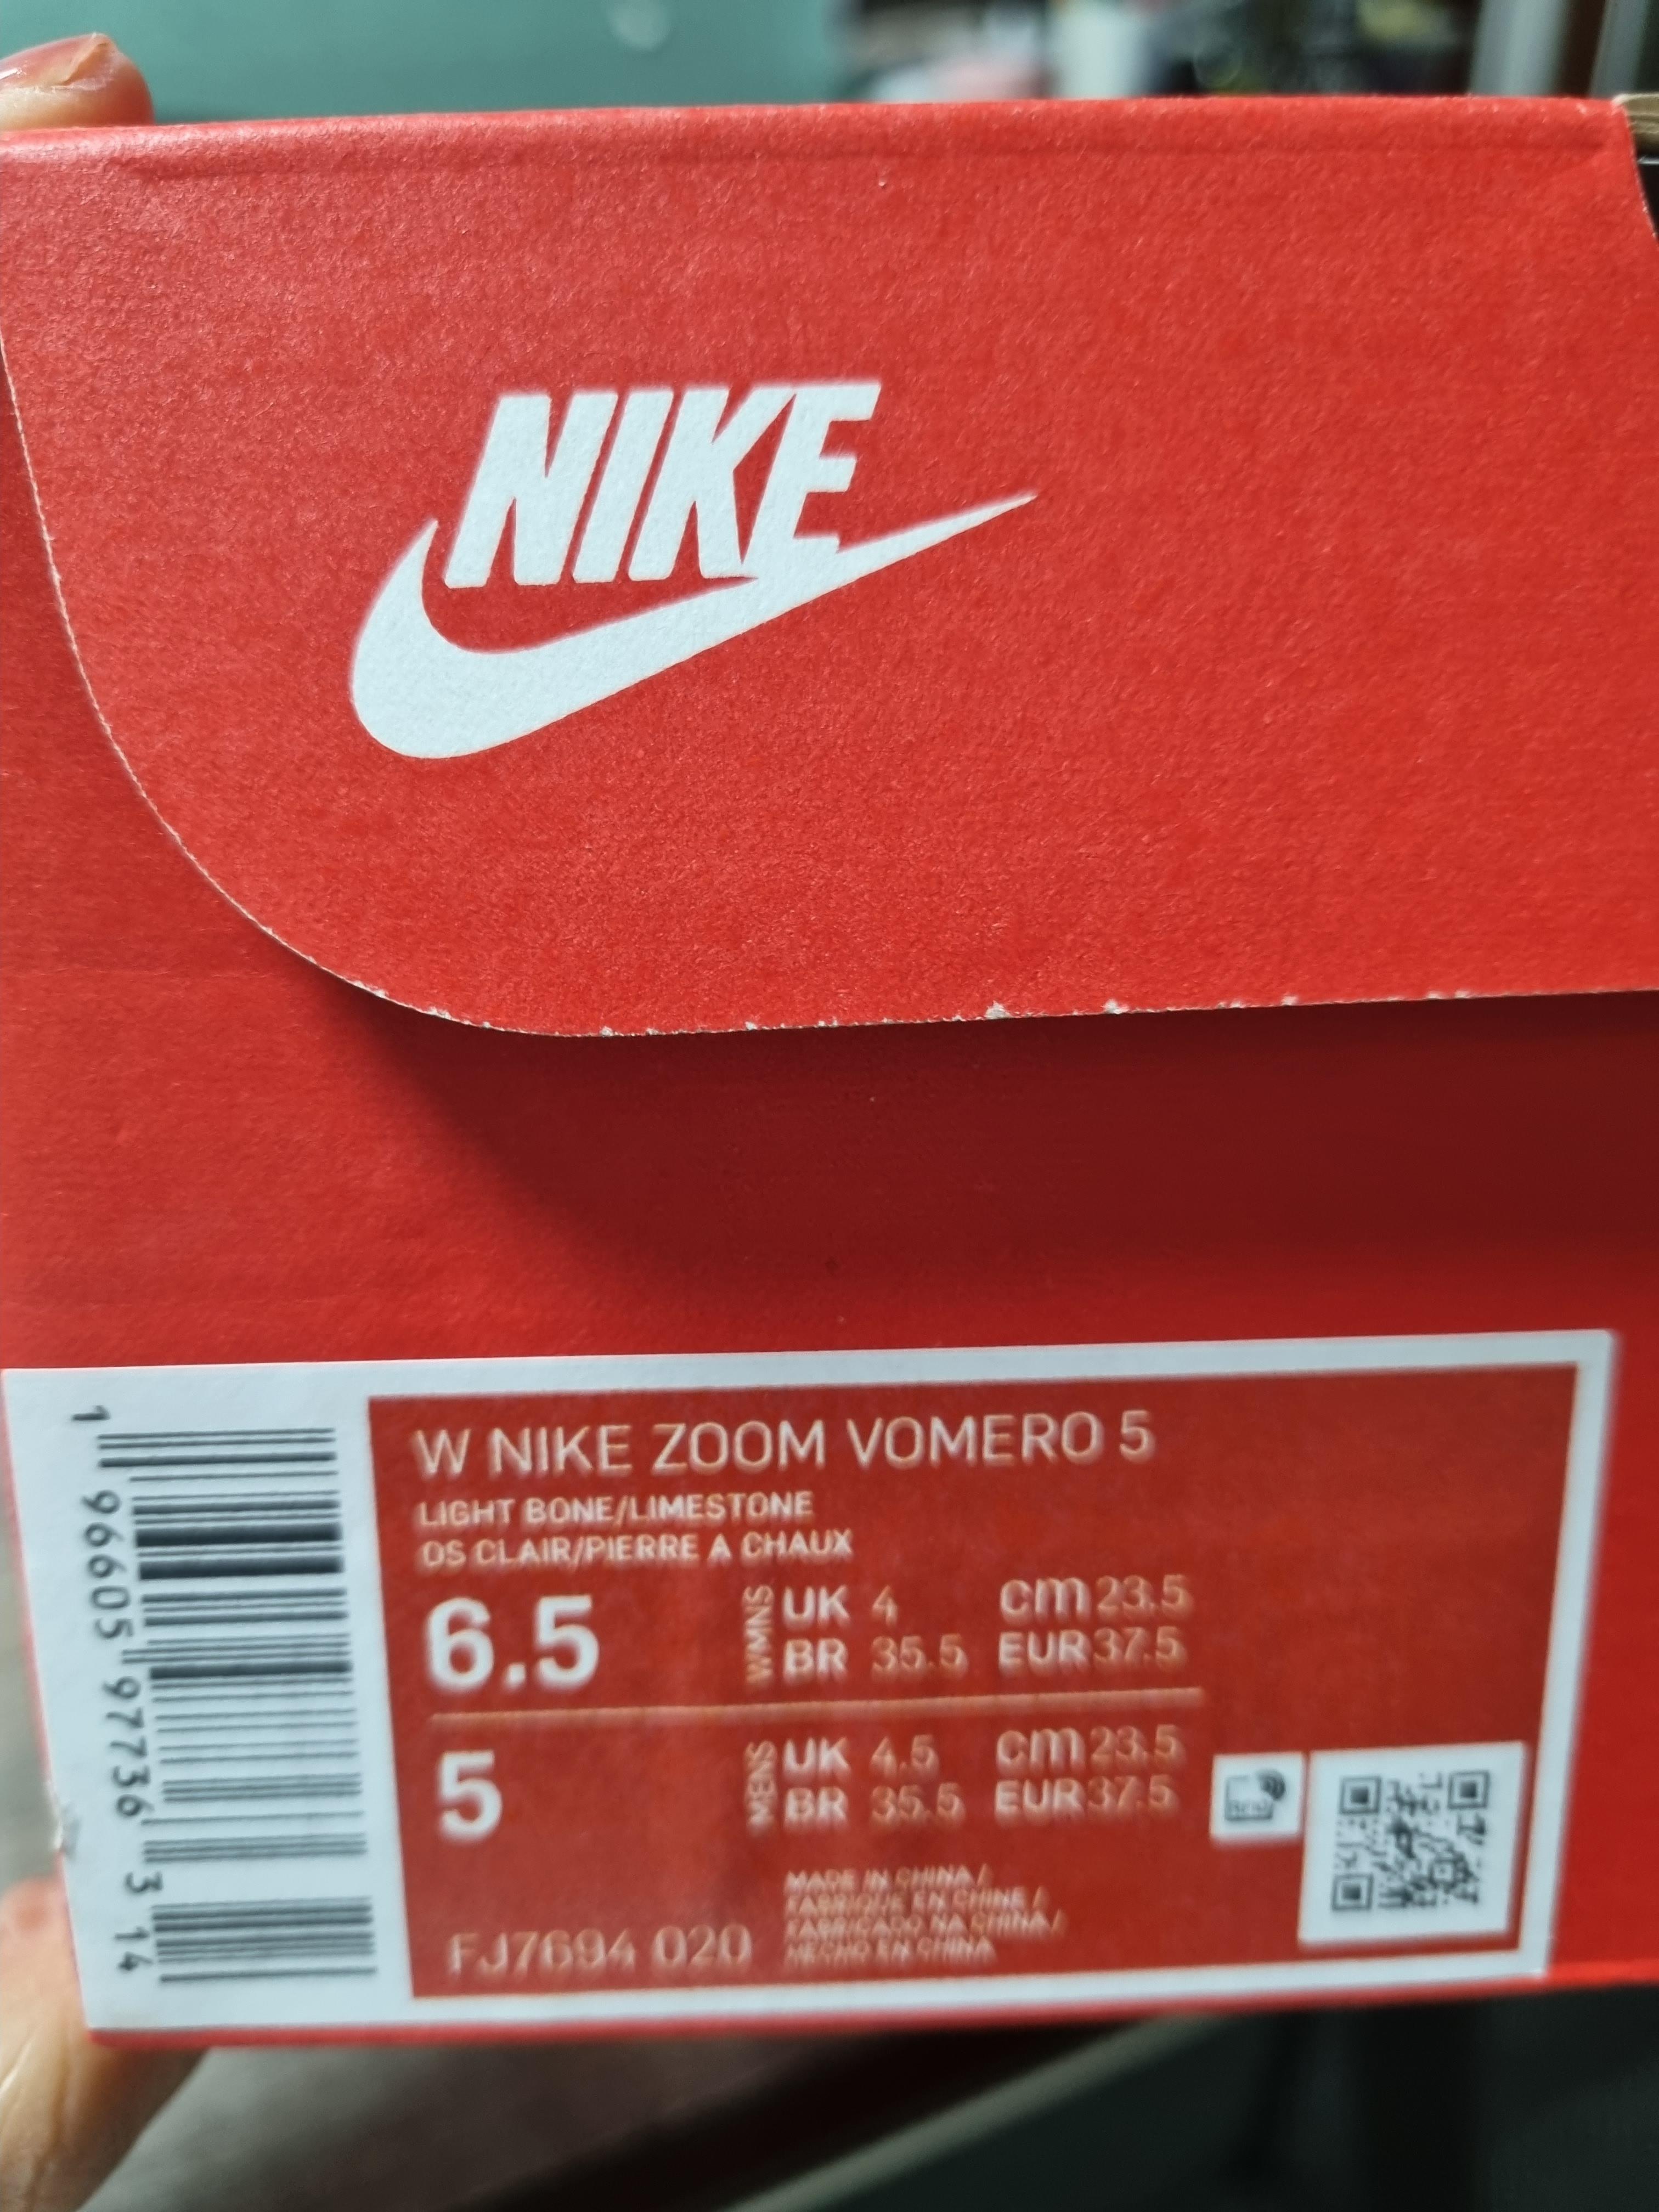 NIKE
W NIKE ZOOM VOMERO 5
LIGHT BONE/LIMESTONE
OS CLAIR/PIERRE A CHAUX
6.5 WMNS UK 4 cm 23.5
BR 35.5 EUR 37.5
5 MENS UK 4.5 cm 23.5
BR 35.5 EUR 37.5
MADE IN CHINA /
FABRIQUE EN CHINE /
FABRICADO NA CHINA /
HECHO EN CHINA
FJ7694 020
1 96605 97736 3 14